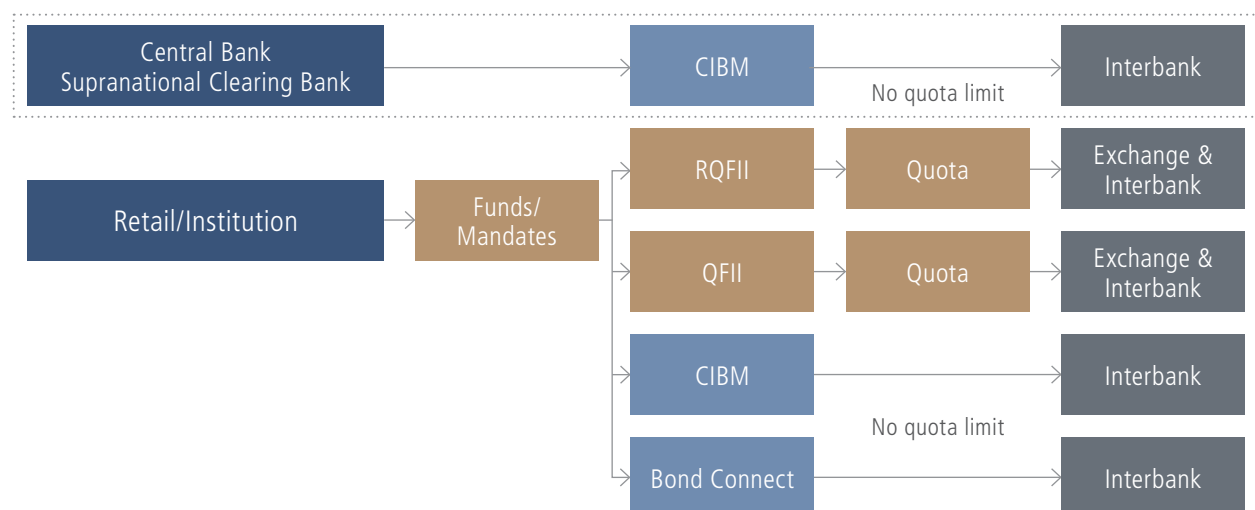 Central Bank
Supranational Clearing Bank
CIBM
No quota limit
Interbank
RQFII
Quota
Exchange &
Interbank
Retail/Institution
Funds/
Mandates
QFII
Quota
Exchange &
Interbank
CIBM
Interbank
No quota limit
Bond Connect
Interbank